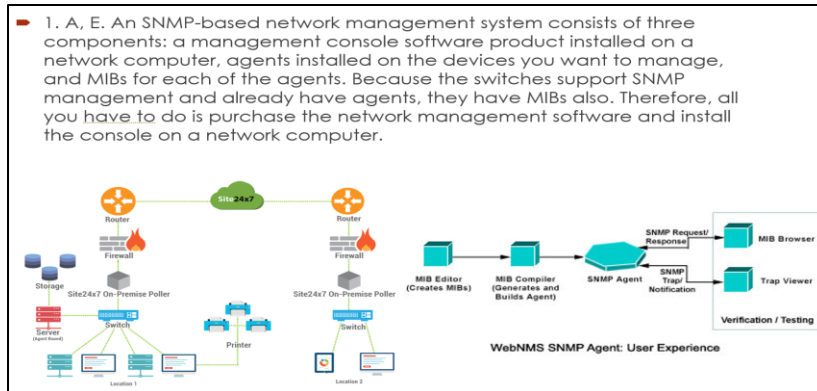 1. A, E. An SNMP-based network management system consists of three
components: a management console software product installed on a
network computer, agents installed on the devices you want to manage,
and MIBs for each of the agents. Because the switches support SNMP
management and already have agents, they have MIBs also. Therefore, all
you have to do is purchase the network management software and install
the console on a network computer.
Site24x7
Router
Router
Firewall
Firewall
Storage
Site24x7 On-Premise Poller
Site24x7 On-Premise Poller
Server
(Agent Based)
Switch
Printer
Switch
Location 1
Location 2
MIB Editor
(Creates MIBs)
MIB Compiler
(Generates and
Builds Agent)
SNMP Agent
SNMP Request/
Response
SNMP
Trap/
Notification
MIB Browser
Trap Viewer
Verification / Testing
WebNMS SNMP Agent: User Experience